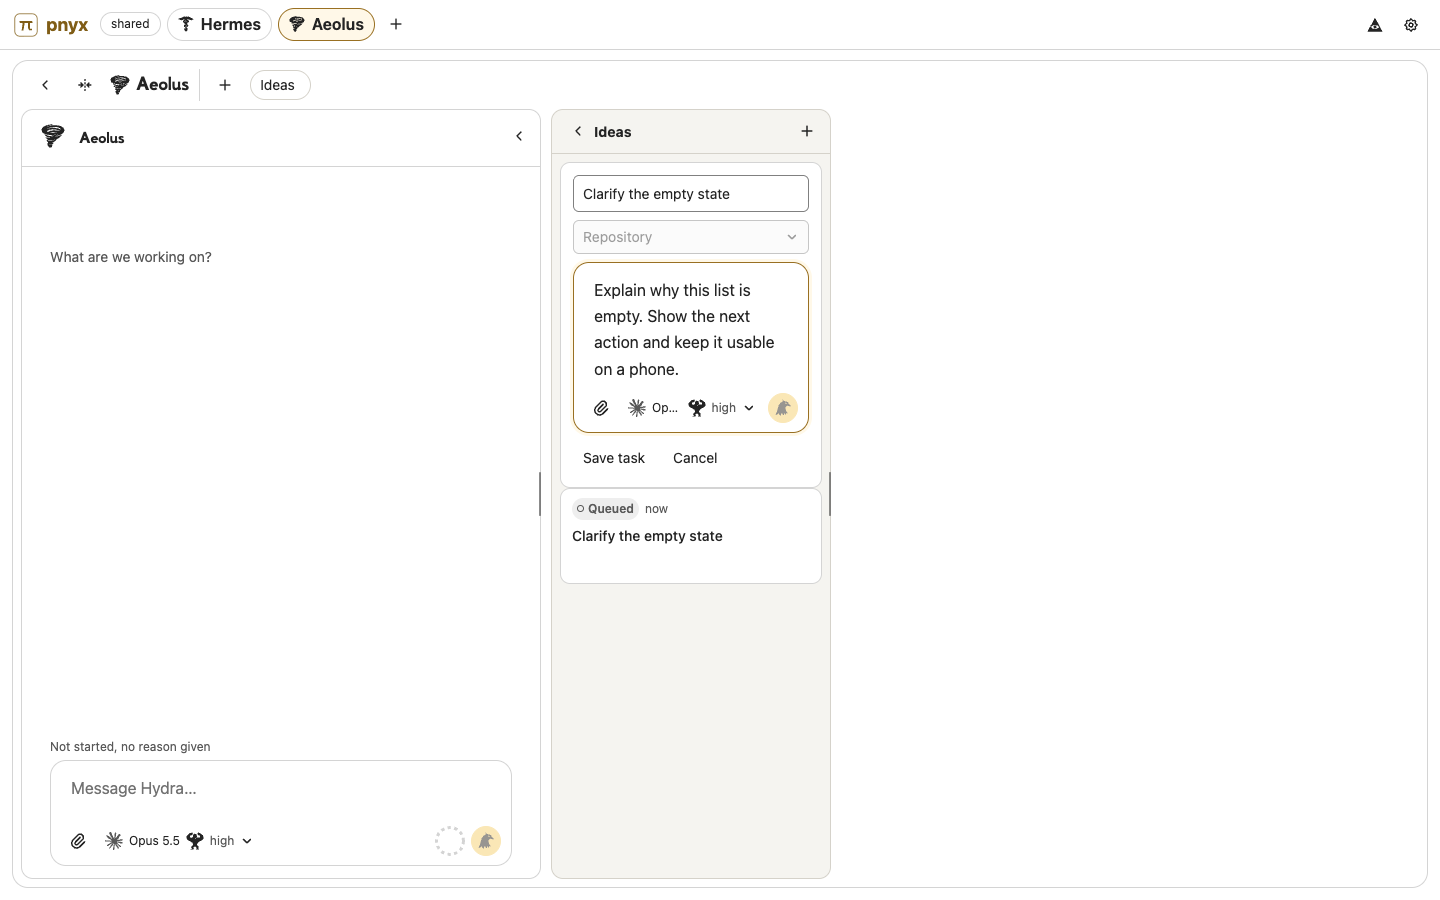 π pnyx
shared
Hermes
Aeolus
Aeolus
Ideas
Aeolus
What are we working on?
Not started, no reason given
Message Hydra...
Opus 5.5
high
Ideas
Clarify the empty state
Repository
Explain why this list is
empty. Show the next
action and keep it usable
on a phone.
Op...
high
Save task
Cancel
Queued
now
Clarify the empty state